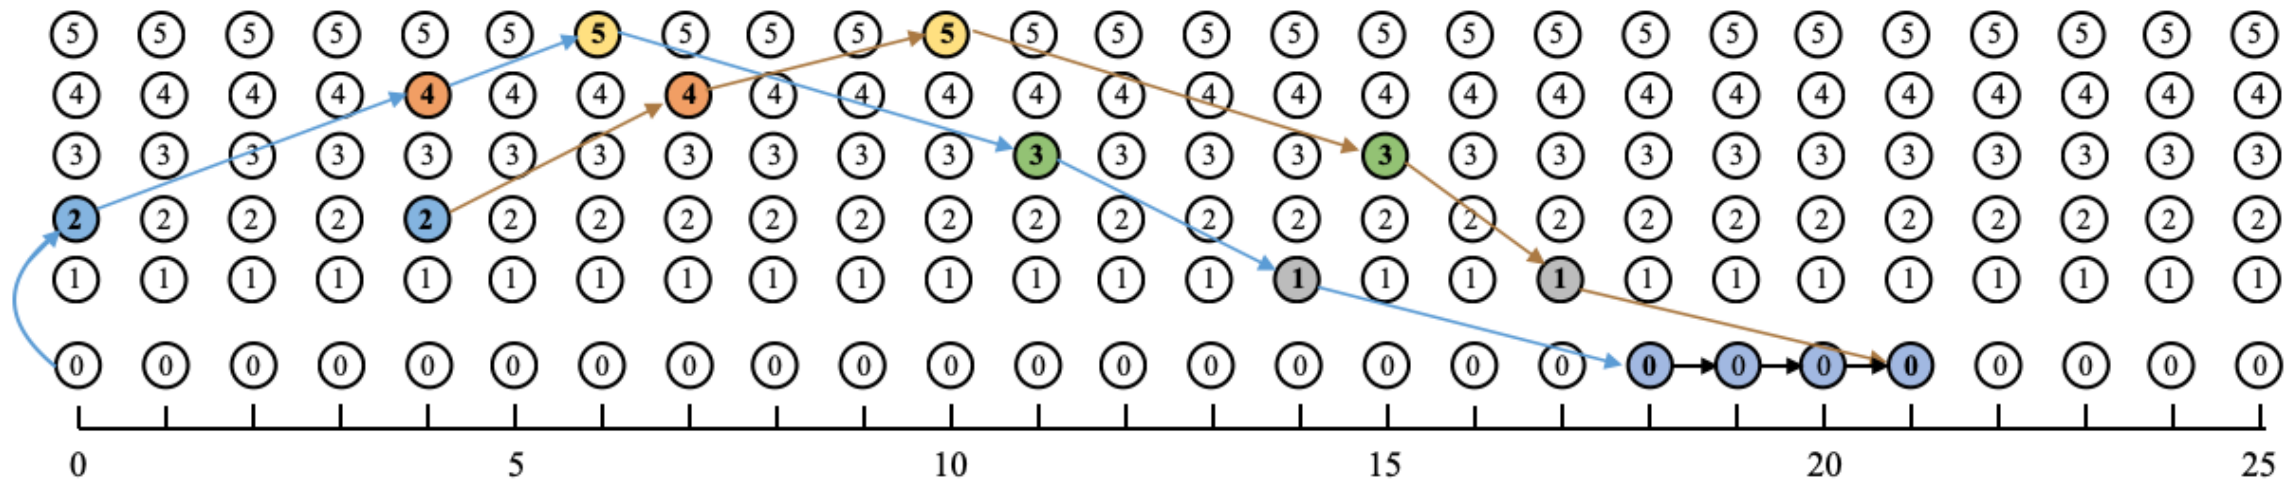 5 5 5 5 5 5 5 5 5 5 5 5 5 5 5 5 5 5 5 5 5 5 5 5 5 5
4 4 4 4 4 4 4 4 4 4 4 4 4 4 4 4 4 4 4 4 4 4 4 4 4 4
3 3 3 3 3 3 3 3 3 3 3 3 3 3 3 3 3 3 3 3 3 3 3 3 3 3
2 2 2 2 2 2 2 2 2 2 2 2 2 2 2 2 2 2 2 2 2 2 2 2 2 2
1 1 1 1 1 1 1 1 1 1 1 1 1 1 1 1 1 1 1 1 1 1 1 1 1 1
0 0 0 0 0 0 0 0 0 0 0 0 0 0 0 0 0 0 0 0 0 0 0 0 0 0
0 5 10 15 20 25